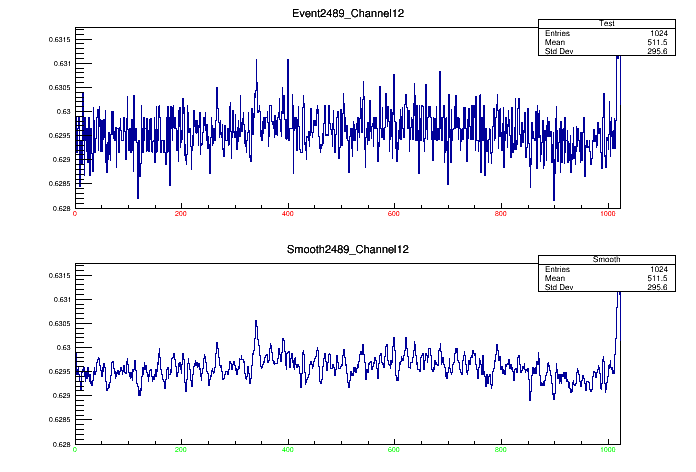 Event2489_Channel12
Test
Entries 1024
Mean 511.5
Std Dev 295.6
0.6315
0.631
0.6305
0.63
0.6295
0.629
0.6285
0.628
0 200 400 600 800 1000
Smooth2489_Channel12
Smooth
Entries 1024
Mean 511.5
Std Dev 295.6
0.6315
0.631
0.6305
0.63
0.6295
0.629
0.6285
0.628
0 200 400 600 800 1000